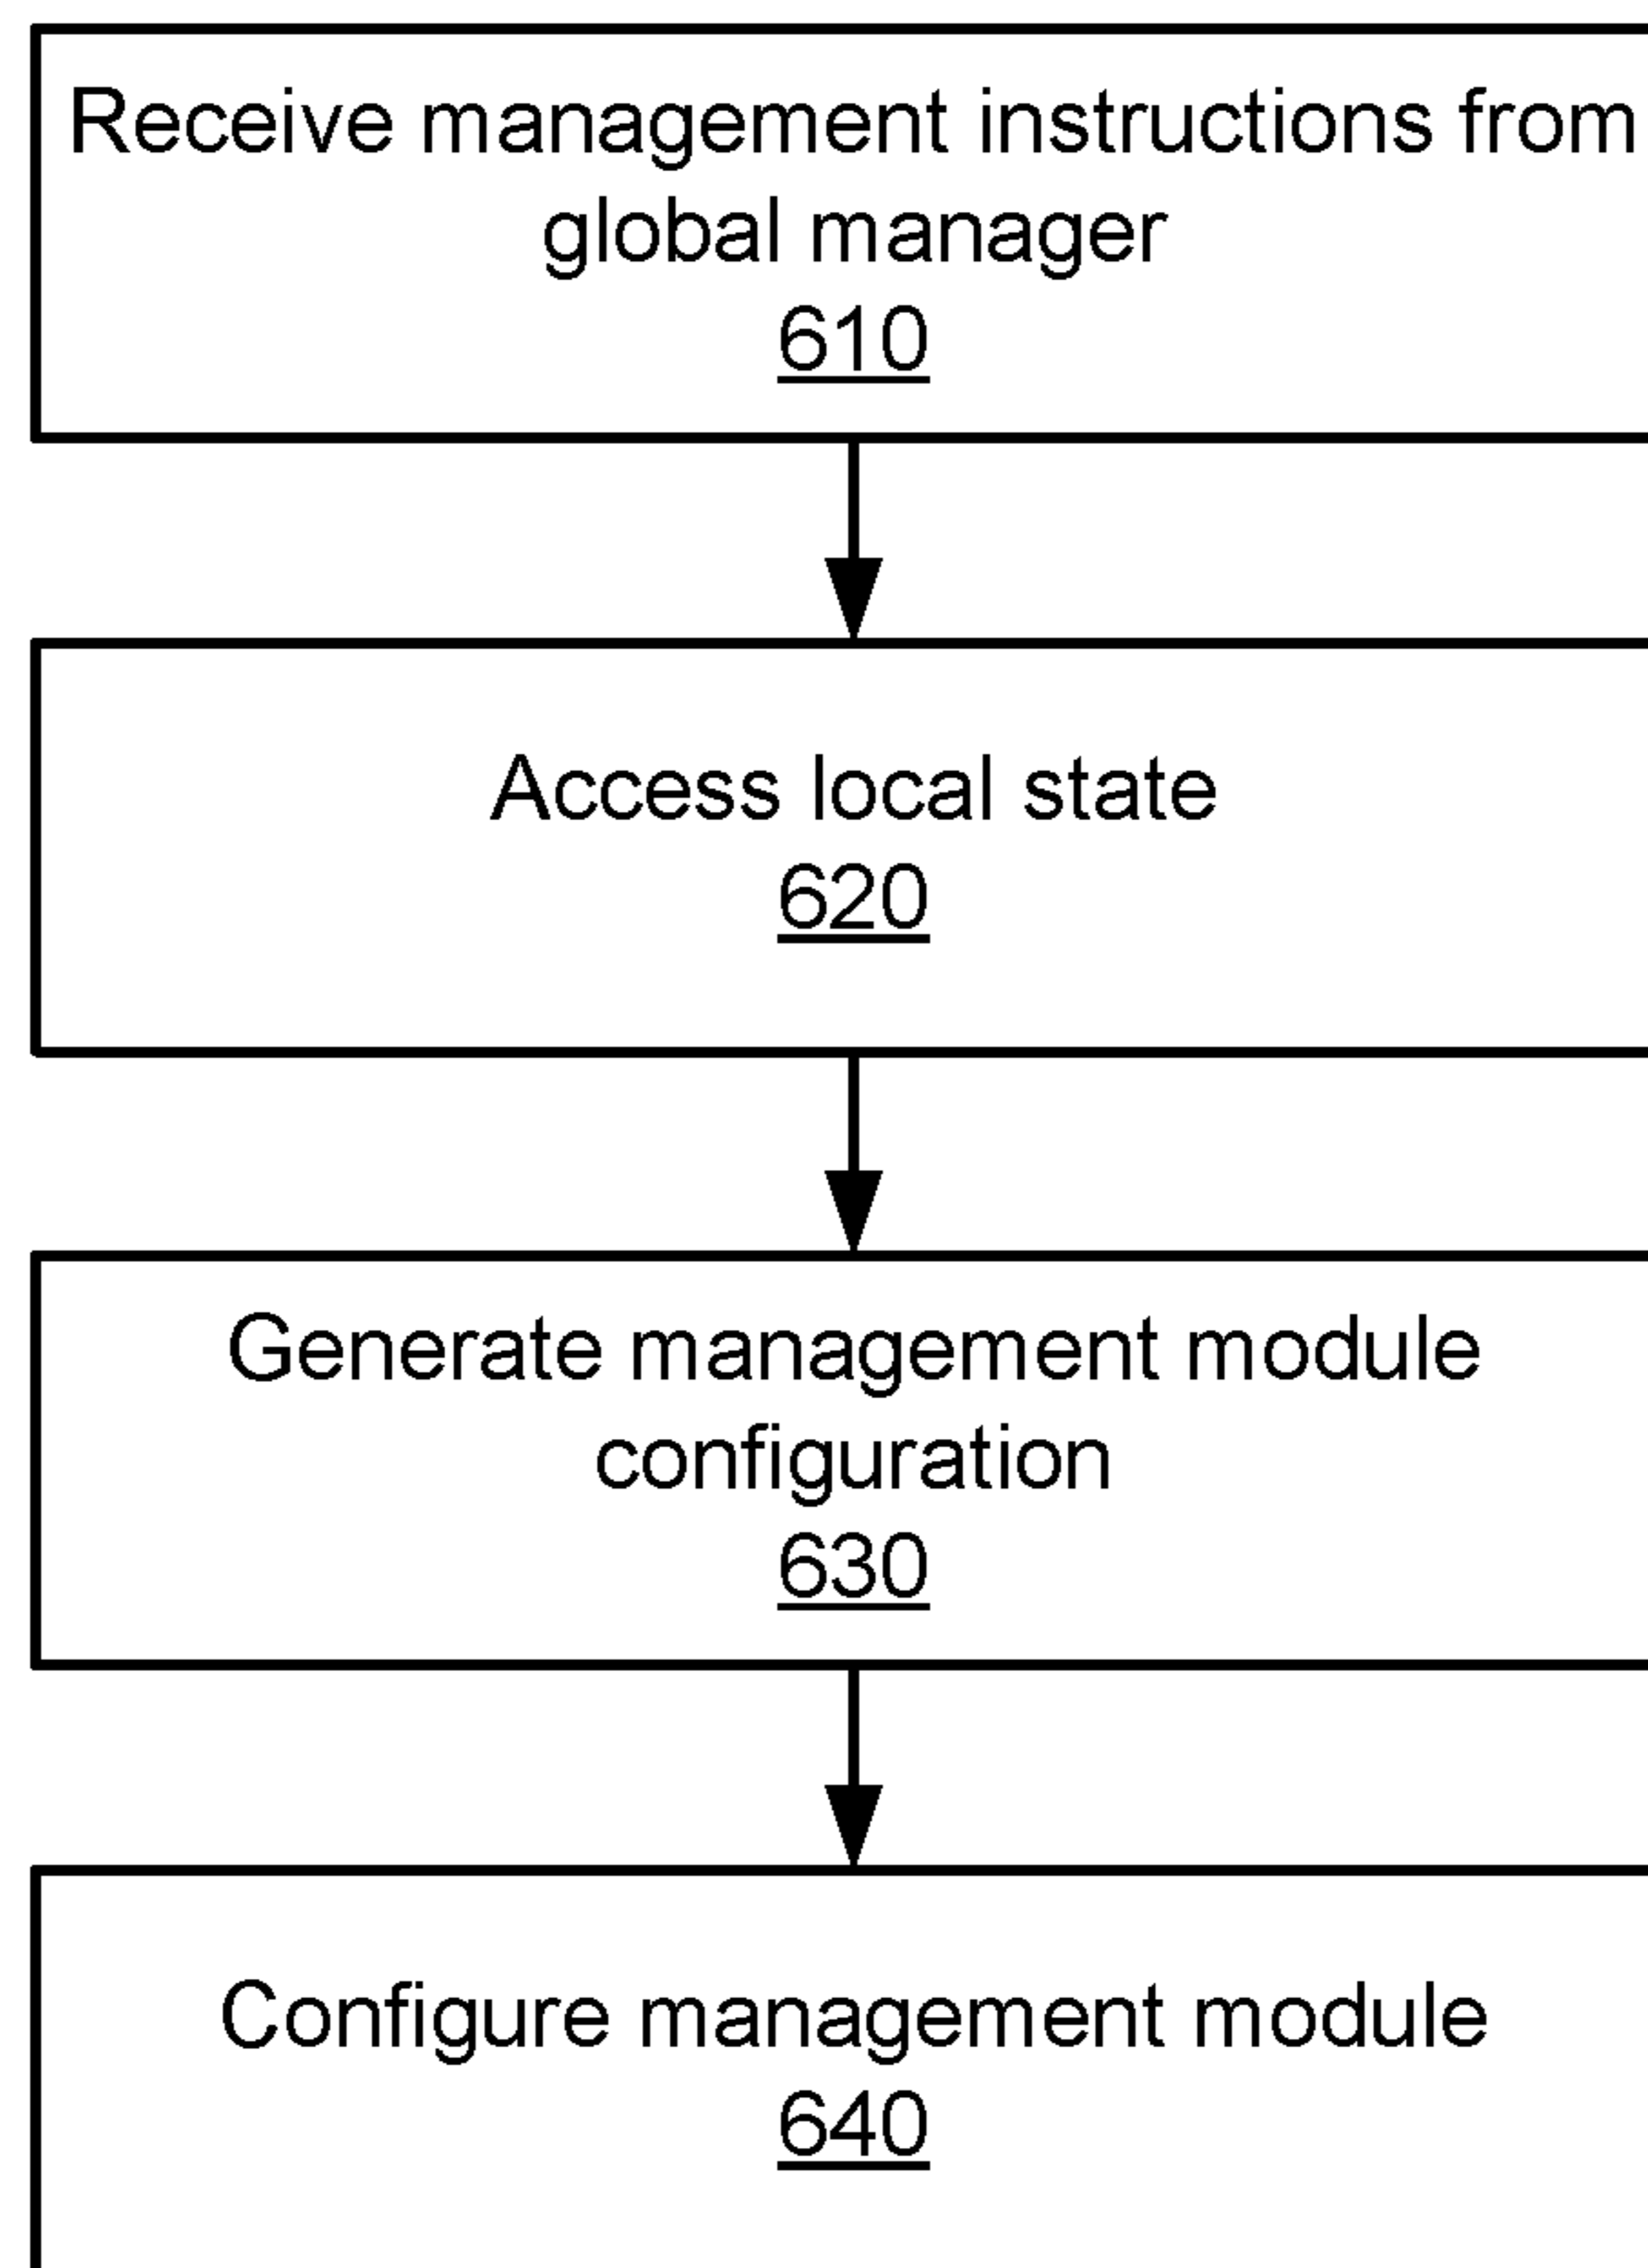 Receive management instructions from
global manager
610
Access local state
620
Generate management module
configuration
630
Configure management module
640